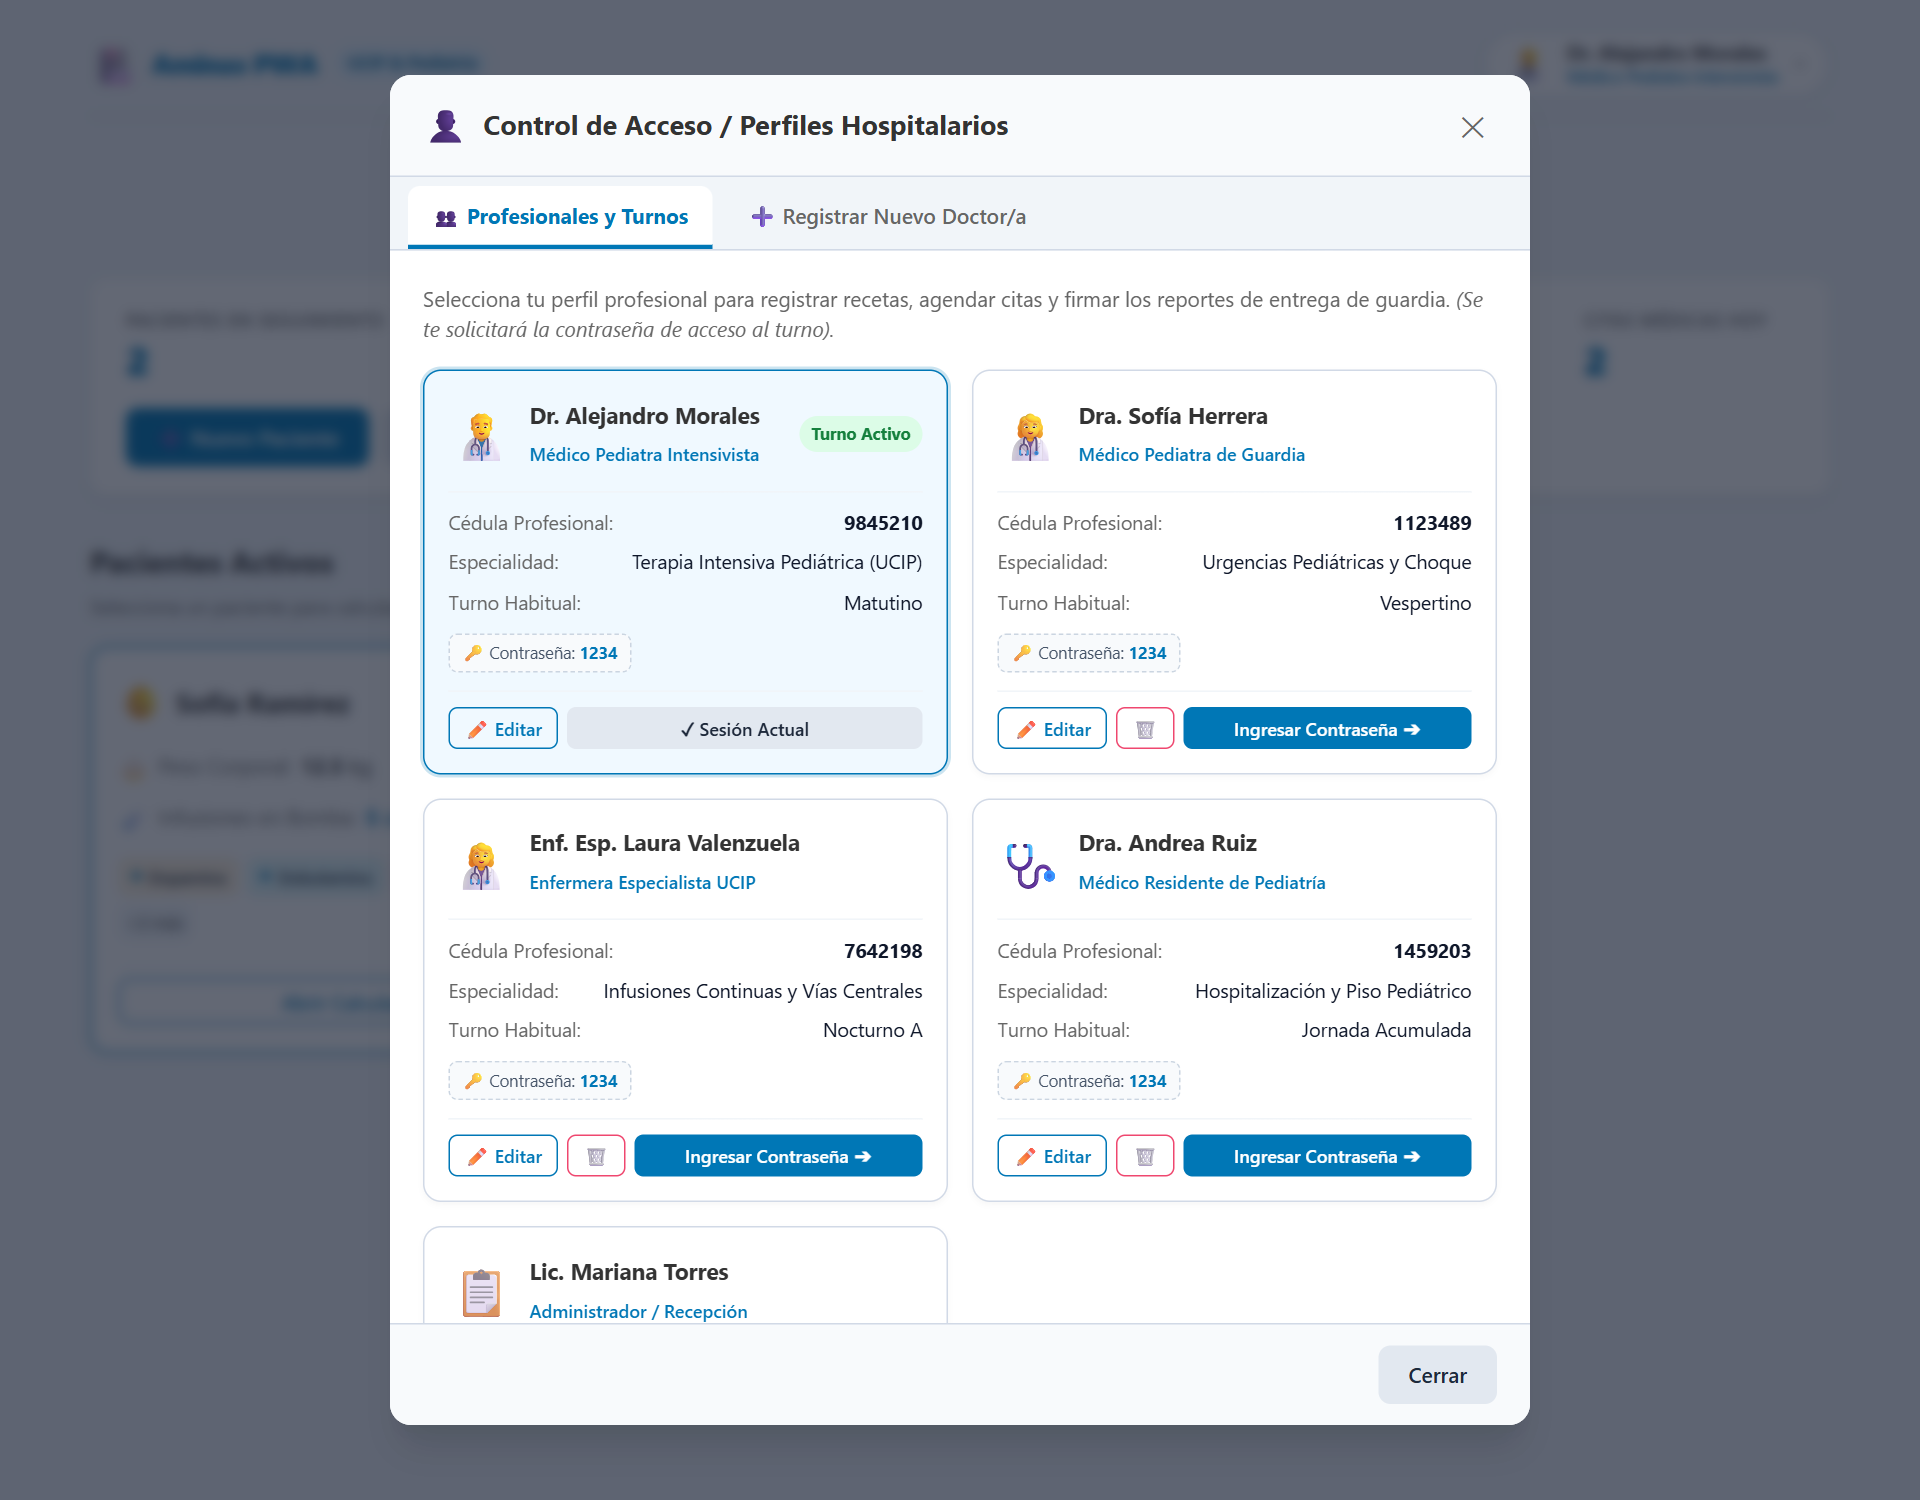 Control de Acceso / Perfiles Hospitalarios
Profesionales y Turnos
Registrar Nuevo Doctor/a
Selecciona tu perfil profesional para registrar recetas, agendar citas y firmar los reportes de entrega de guardia. (Se
te solicitará la contraseña de acceso al turno).
Dr. Alejandro Morales
Médico Pediatra Intensivista
Turno Activo
Cédula Profesional: 9845210
Especialidad: Terapia Intensiva Pediátrica (UCIP)
Turno Habitual: Matutino
Contraseña: 1234
Editar
✓ Sesión Actual
Dra. Sofía Herrera
Médico Pediatra de Guardia
Cédula Profesional: 1123489
Especialidad: Urgencias Pediátricas y Choque
Turno Habitual: Vespertino
Contraseña: 1234
Editar
Ingresar Contraseña ➔
Enf. Esp. Laura Valenzuela
Enfermera Especialista UCIP
Cédula Profesional: 7642198
Especialidad: Infusiones Continuas y Vías Centrales
Turno Habitual: Nocturno A
Contraseña: 1234
Editar
Ingresar Contraseña ➔
Dra. Andrea Ruiz
Médico Residente de Pediatría
Cédula Profesional: 1459203
Especialidad: Hospitalización y Piso Pediátrico
Turno Habitual: Jornada Acumulada
Contraseña: 1234
Editar
Ingresar Contraseña ➔
Lic. Mariana Torres
Administrador / Recepción
Cerrar
Pacientes Activos
Sofía Ramírez
2
2